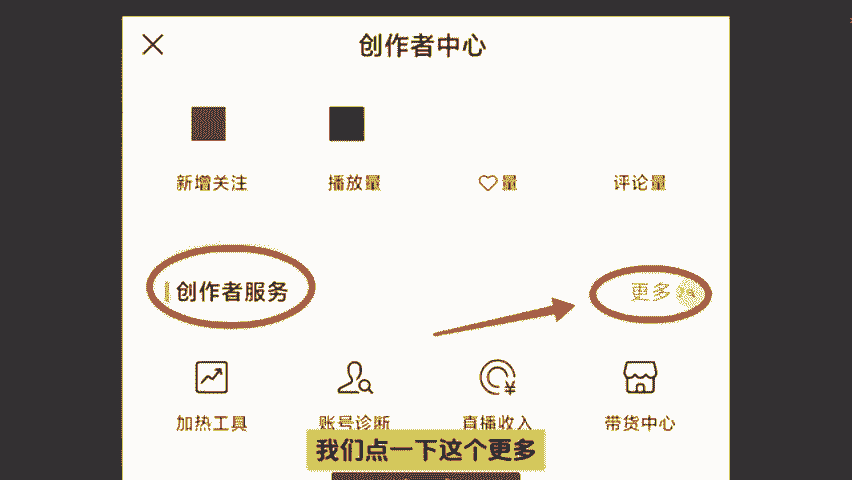 创作者中心
新增关注 播放量 量 评论量
创作者服务 更多
加热工具 账号诊断 直播收入 带货中心
我们点一下这个更多